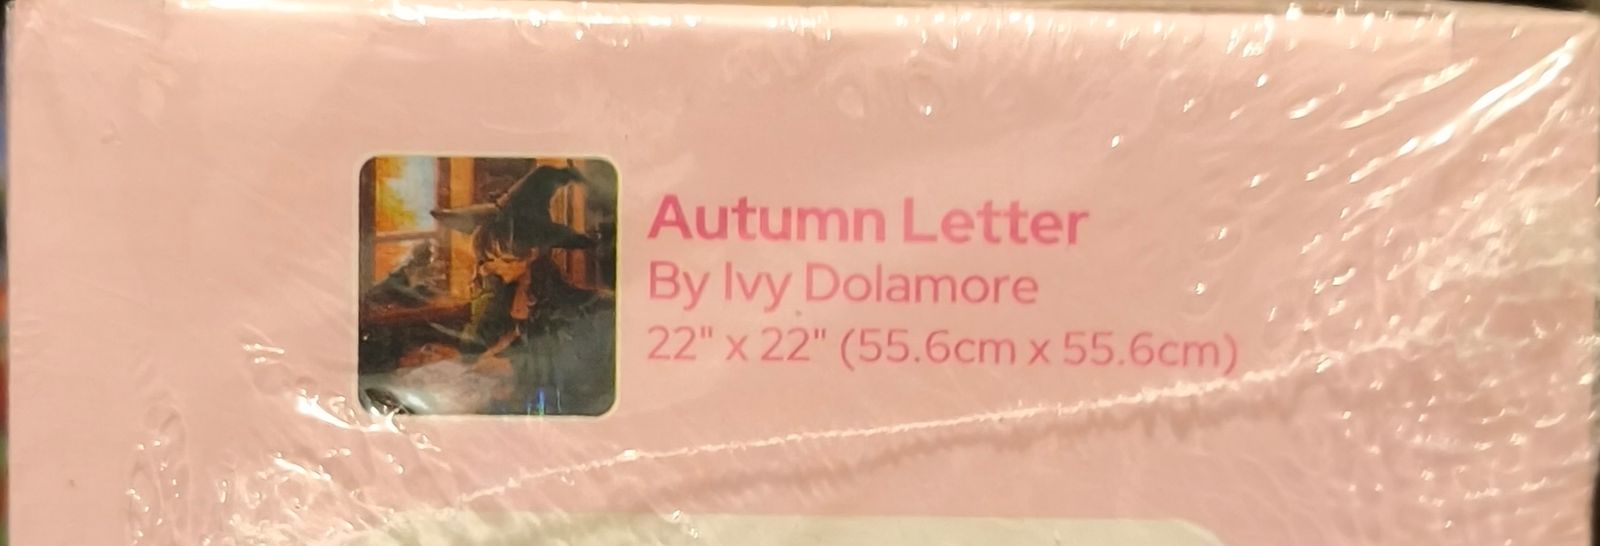 Autumn Letter
By Ivy Dolamore
22" x 22" (55.6cm x 55.6cm)